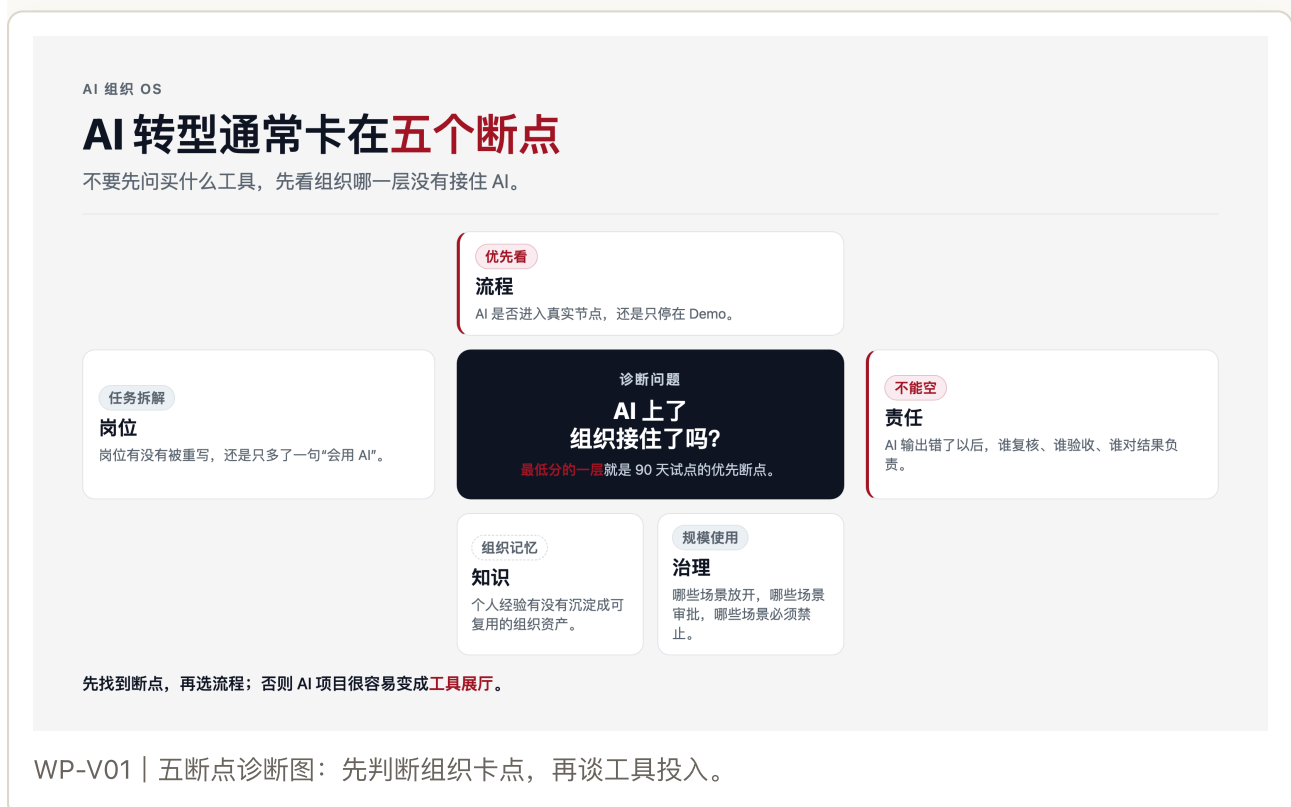 AI 组织 OS
AI 转型通常卡在五个断点
不要先问买什么工具，先看组织哪一层没有接住 AI。
优先看
流程
AI 是否进入真实节点，还是只停在 Demo。
任务拆解
岗位
岗位有没有被重写，还是只多了一句“会用 AI”。
诊断问题
AI 上了
组织接住了吗?
最低分的一层就是 90 天试点的优先断点。
不能空
责任
AI 输出错了以后，谁复核、谁验收、谁对结果负
责。
组织记忆
知识
个人经验有没有沉淀成可
复用的组织资产。
规模使用
治理
哪些场景放开，哪些场景
审批，哪些场景必须禁
止。
先找到断点，再选流程；否则 AI 项目很容易变成工具展厅。
WP-V01｜五断点诊断图：先判断组织卡点，再谈工具投入。